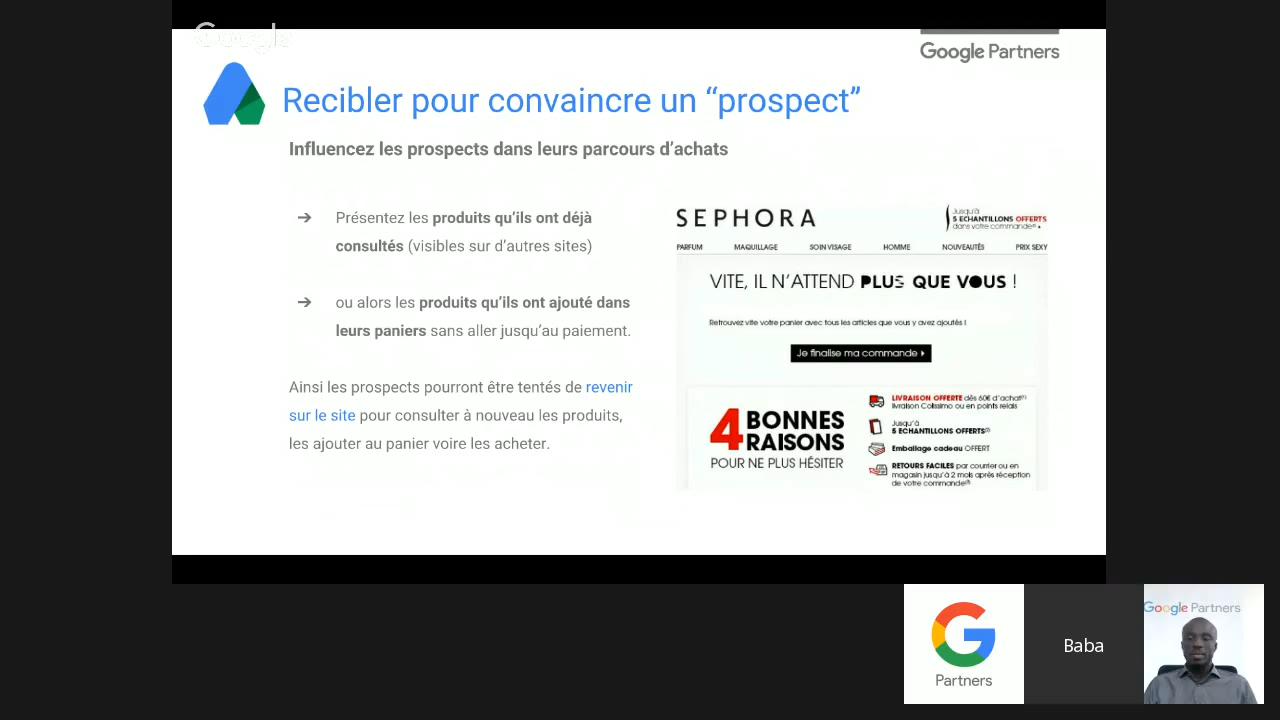 Google
Google Partners
Recibler pour convaincre un “prospect”
Influencez les prospects dans leurs parcours d’achats
➔ Présentez les produits qu’ils ont déjà
consultés (visibles sur d’autres sites)
➔ ou alors les produits qu’ils ont ajouté dans
leurs paniers sans aller jusqu’au paiement.
Ainsi les prospects pourront être tentés de revenir
sur le site pour consulter à nouveau les produits,
les ajouter au panier voire les acheter.
SEPHORA
Jusqu'à
5 ECHANTILLONS OFFERTS
dans votre commande
PARFUM MAQUILLAGE SOIN VISAGE HOMME NOUVEAUTÉS PRIX SEXY
VITE, IL N'ATTEND PLUS QUE VOUS !
Retrouvez vite votre panier avec tous les articles que vous y avez ajoutés !
Je finalise ma commande
4 BONNES
RAISONS
POUR NE PLUS HÉSITER
LIVRAISON OFFERTE dès 60€ d'achat(1)
livraison Colissimo ou en points relais
Jusqu'à
5 ECHANTILLONS OFFERTS(2)
Emballage cadeau OFFERT
RETOURS FACILES par courrier ou en
magasin jusqu'à 2 mois après réception
de votre commande(3)
Partners
Baba
Google Partners